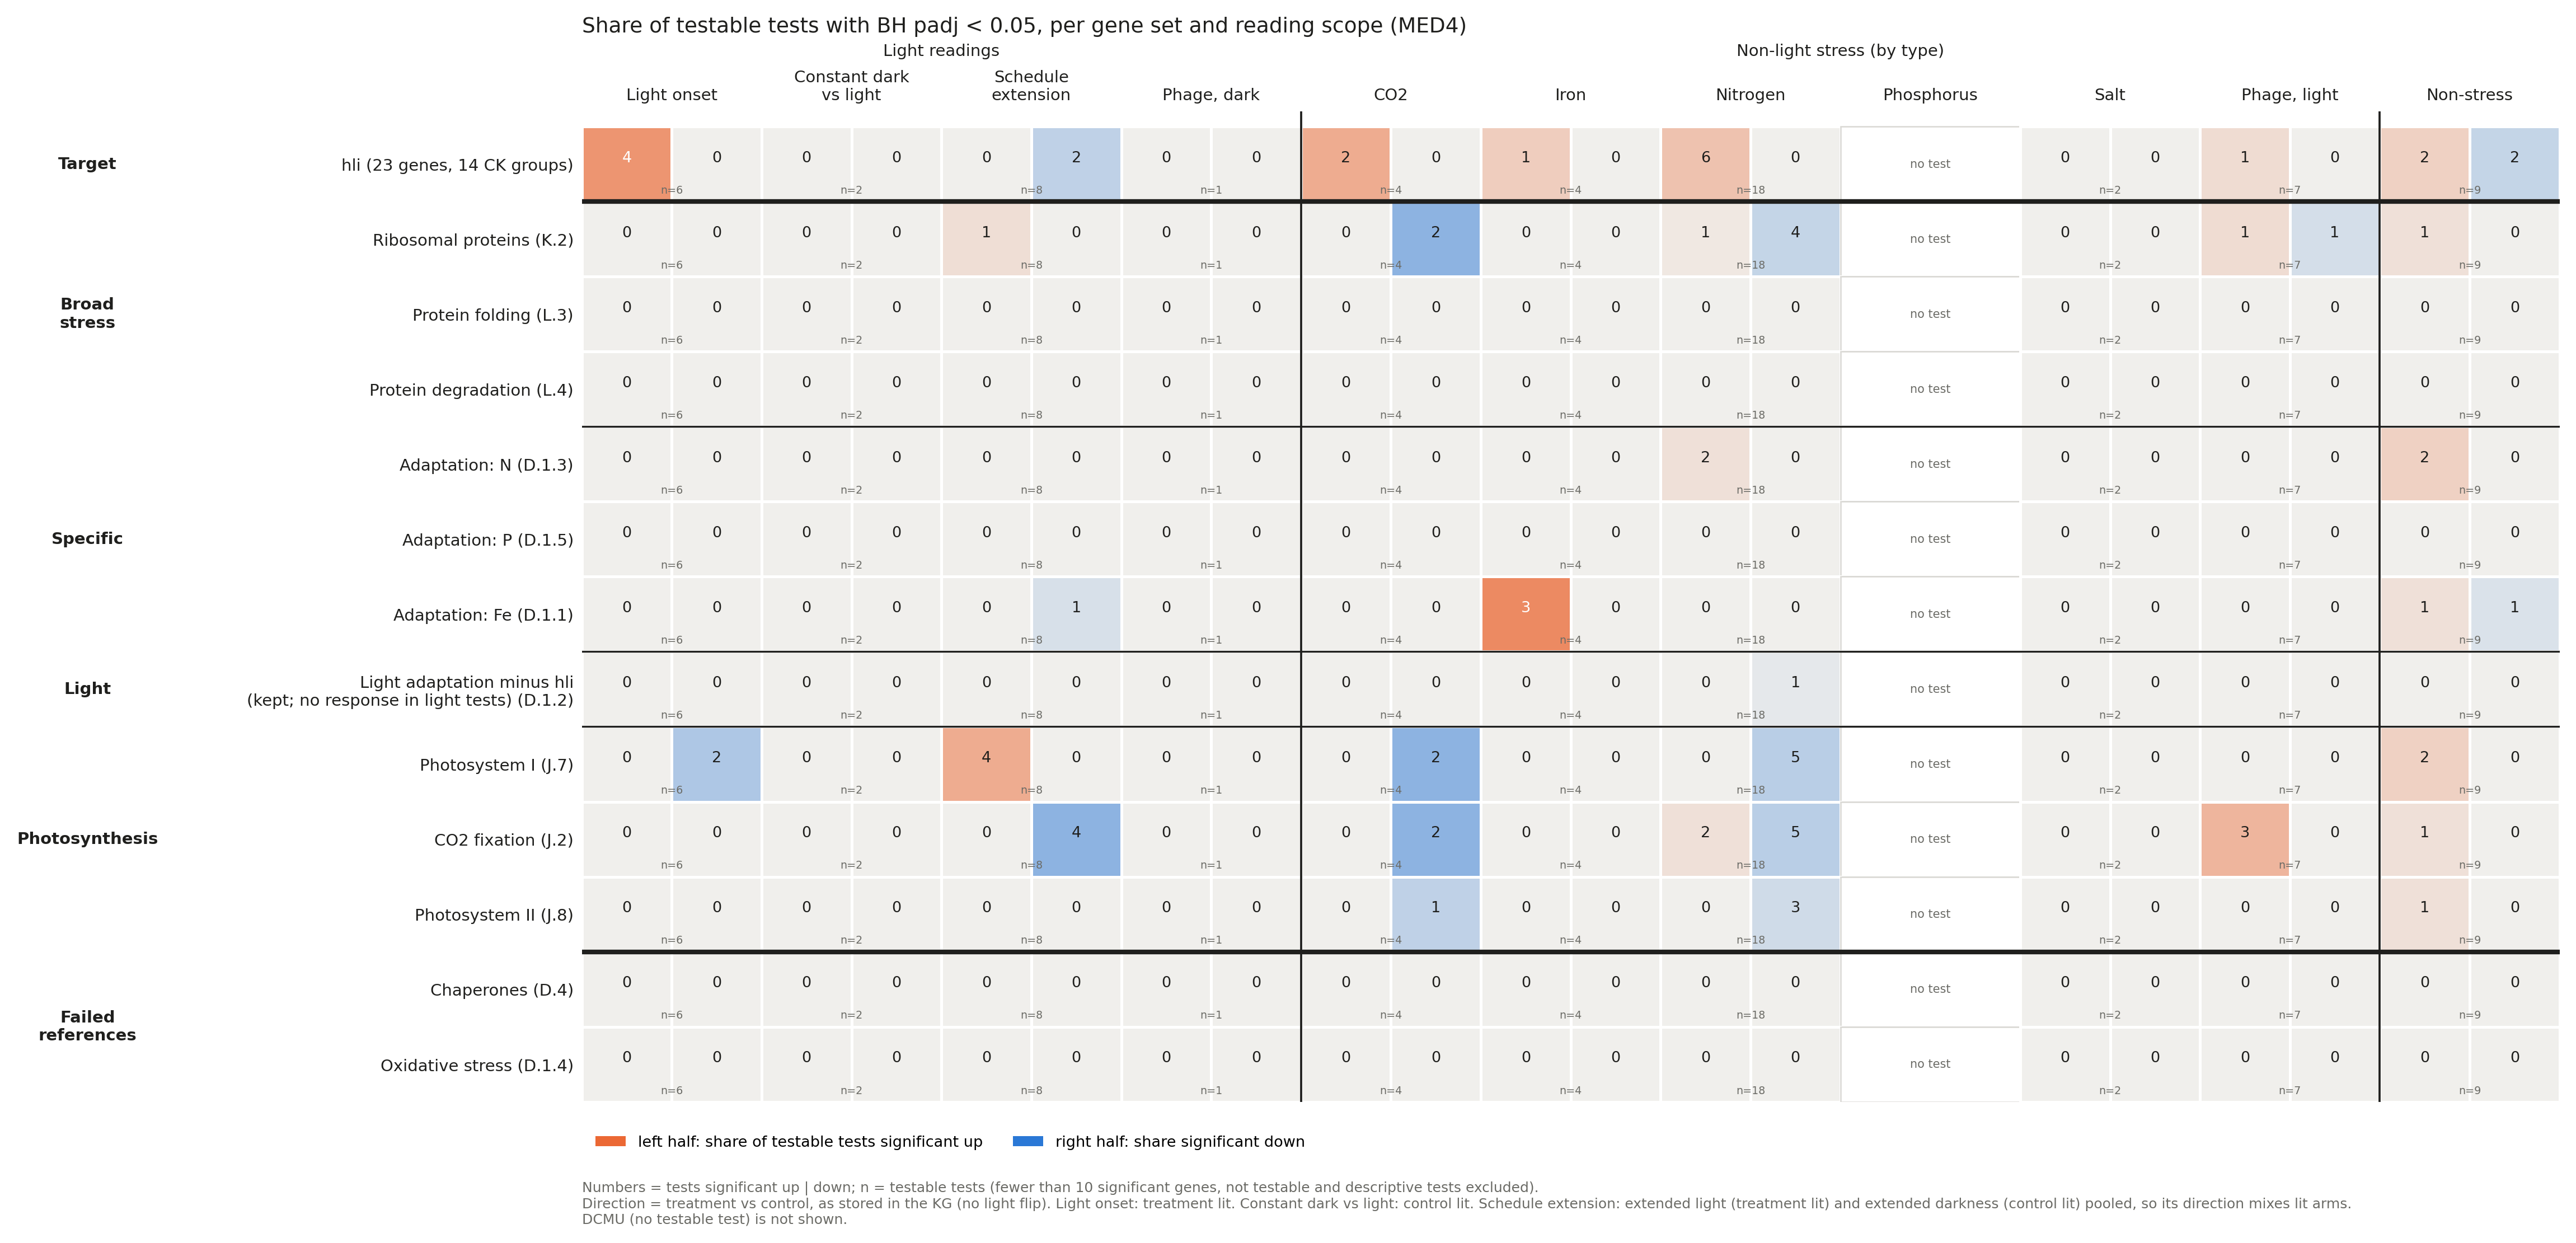 Share of testable tests with BH padj < 0.05, per gene set and reading scope (MED4)
Light readings Non-light stress (by type)
Light onset Constant dark vs light Schedule extension Phage, dark CO2 Iron Nitrogen Phosphorus Salt Phage, light Non-stress
Target hli (23 genes, 14 CK groups) 4 0 0 0 0 2 0 0 2 0 1 0 6 0 no test 0 0 1 0 2 2
n=6 n=2 n=8 n=1 n=4 n=4 n=18 n=2 n=7 n=9
Broad stress
Ribosomal proteins (K.2) 0 0 0 0 1 0 0 0 0 2 0 0 1 4 no test 0 0 1 1 1 0
n=6 n=2 n=8 n=1 n=4 n=4 n=18 n=2 n=7 n=9
Protein folding (L.3) 0 0 0 0 0 0 0 0 0 0 0 0 0 0 no test 0 0 0 0 0 0
n=6 n=2 n=8 n=1 n=4 n=4 n=18 n=2 n=7 n=9
Protein degradation (L.4) 0 0 0 0 0 0 0 0 0 0 0 0 0 0 no test 0 0 0 0 0 0
n=6 n=2 n=8 n=1 n=4 n=4 n=18 n=2 n=7 n=9
Specific
Adaptation: N (D.1.3) 0 0 0 0 0 0 0 0 0 0 0 0 2 0 no test 0 0 0 0 2 0
n=6 n=2 n=8 n=1 n=4 n=4 n=18 n=2 n=7 n=9
Adaptation: P (D.1.5) 0 0 0 0 0 0 0 0 0 0 0 0 0 0 no test 0 0 0 0 0 0
n=6 n=2 n=8 n=1 n=4 n=4 n=18 n=2 n=7 n=9
Adaptation: Fe (D.1.1) 0 0 0 0 0 1 0 0 0 0 3 0 0 0 no test 0 0 0 0 1 1
n=6 n=2 n=8 n=1 n=4 n=4 n=18 n=2 n=7 n=9
Light
Light adaptation minus hli
(kept; no response in light tests) (D.1.2) 0 0 0 0 0 0 0 0 0 0 0 0 0 1 no test 0 0 0 0 0 0
n=6 n=2 n=8 n=1 n=4 n=4 n=18 n=2 n=7 n=9
Photosynthesis
Photosystem I (J.7) 0 2 0 0 4 0 0 0 0 2 0 0 0 5 no test 0 0 0 0 2 0
n=6 n=2 n=8 n=1 n=4 n=4 n=18 n=2 n=7 n=9
CO2 fixation (J.2) 0 0 0 0 0 4 0 0 0 2 0 0 2 5 no test 0 0 3 0 1 0
n=6 n=2 n=8 n=1 n=4 n=4 n=18 n=2 n=7 n=9
Photosystem II (J.8) 0 0 0 0 0 0 0 0 0 1 0 0 0 3 no test 0 0 0 0 1 0
n=6 n=2 n=8 n=1 n=4 n=4 n=18 n=2 n=7 n=9
Failed references
Chaperones (D.4) 0 0 0 0 0 0 0 0 0 0 0 0 0 0 no test 0 0 0 0 0 0
n=6 n=2 n=8 n=1 n=4 n=4 n=18 n=2 n=7 n=9
Oxidative stress (D.1.4) 0 0 0 0 0 0 0 0 0 0 0 0 0 0 no test 0 0 0 0 0 0
n=6 n=2 n=8 n=1 n=4 n=4 n=18 n=2 n=7 n=9
left half: share of testable tests significant up right half: share significant down
Numbers = tests significant up | down; n = testable tests (fewer than 10 significant genes, not testable and descriptive tests excluded).
Direction = treatment vs control, as stored in the KG (no light flip). Light onset: treatment lit. Constant dark vs light: control lit. Schedule extension: extended light (treatment lit) and extended darkness (control lit) pooled, so its direction mixes lit arms.
DCMU (no testable test) is not shown.